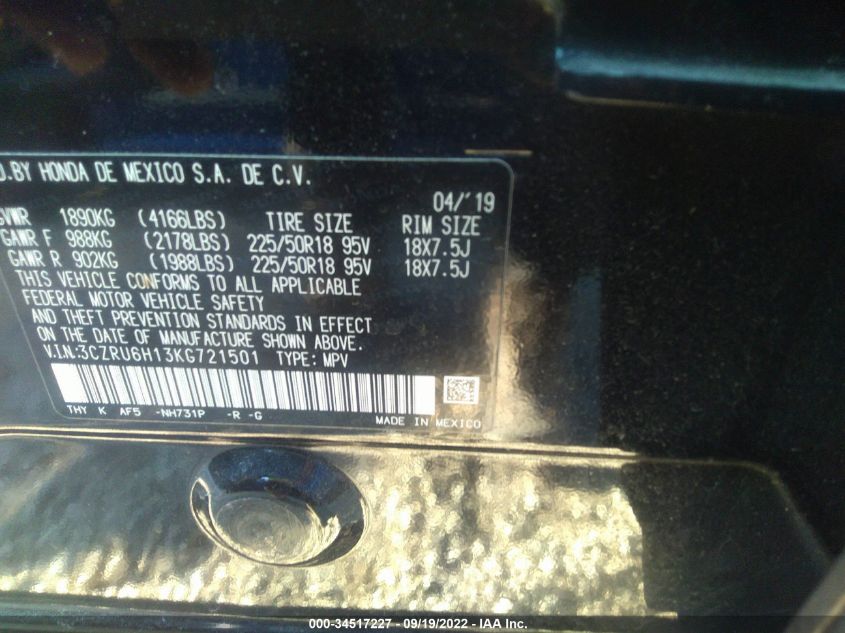 D.BY HONDA DE MEXICO S.A. DE C.V.
04/'19
GVWR 1890KG (4166LBS) TIRE SIZE RIM SIZE
GAWR F 988KG (2178LBS) 225/50R18 95V 18X7.5J
GAWR R 902KG (1988LBS) 225/50R18 95V 18X7.5J
THIS VEHICLE CONFORMS TO ALL APPLICABLE
FEDERAL MOTOR VEHICLE SAFETY
AND THEFT PREVENTION STANDARDS IN EFFECT
ON THE DATE OF MANUFACTURE SHOWN ABOVE.
V.I.N:3CZRU6H13KG721501 TYPE: MPV
THY K AF5 -NH731P -R -G
MADE IN MEXICO
000-34517227 - 09/19/2022 - IAA Inc.